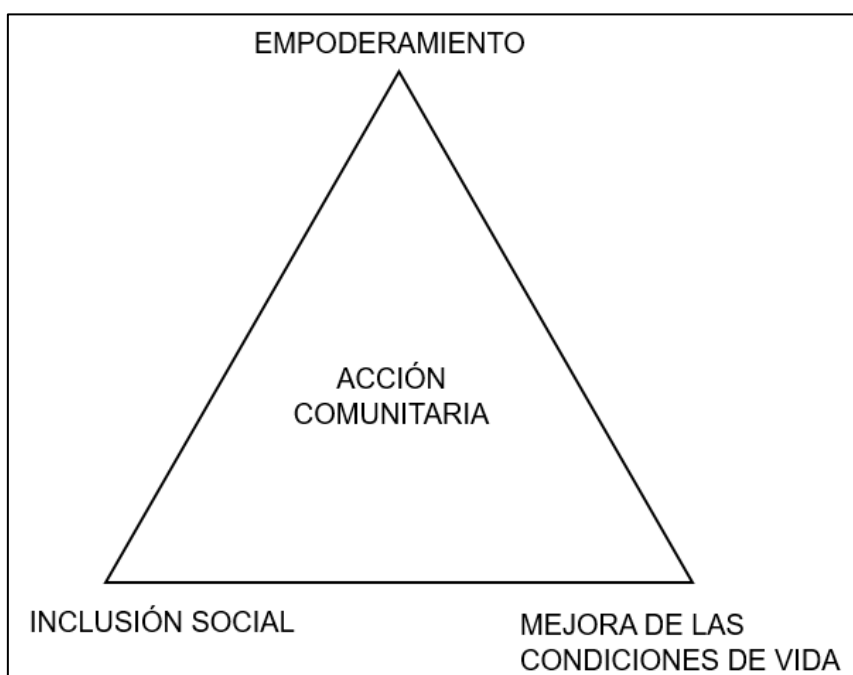 EMPODERAMIENTO
ACCIÓN
COMUNITARIA
INCLUSIÓN SOCIAL
MEJORA DE LAS
CONDICIONES DE VIDA